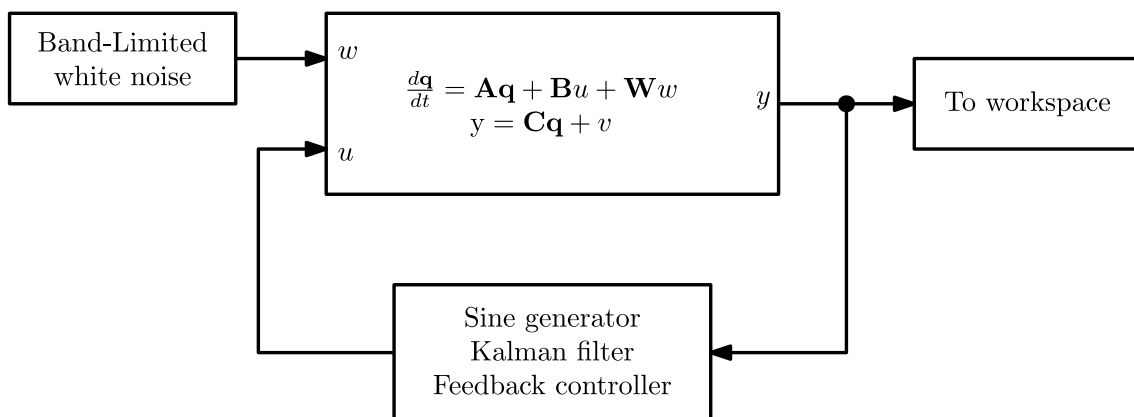 Band-Limited
white noise
w
dq/dt = Aq + Bu + Ww
y = Cq + v
u
y
To workspace
Sine generator
Kalman filter
Feedback controller